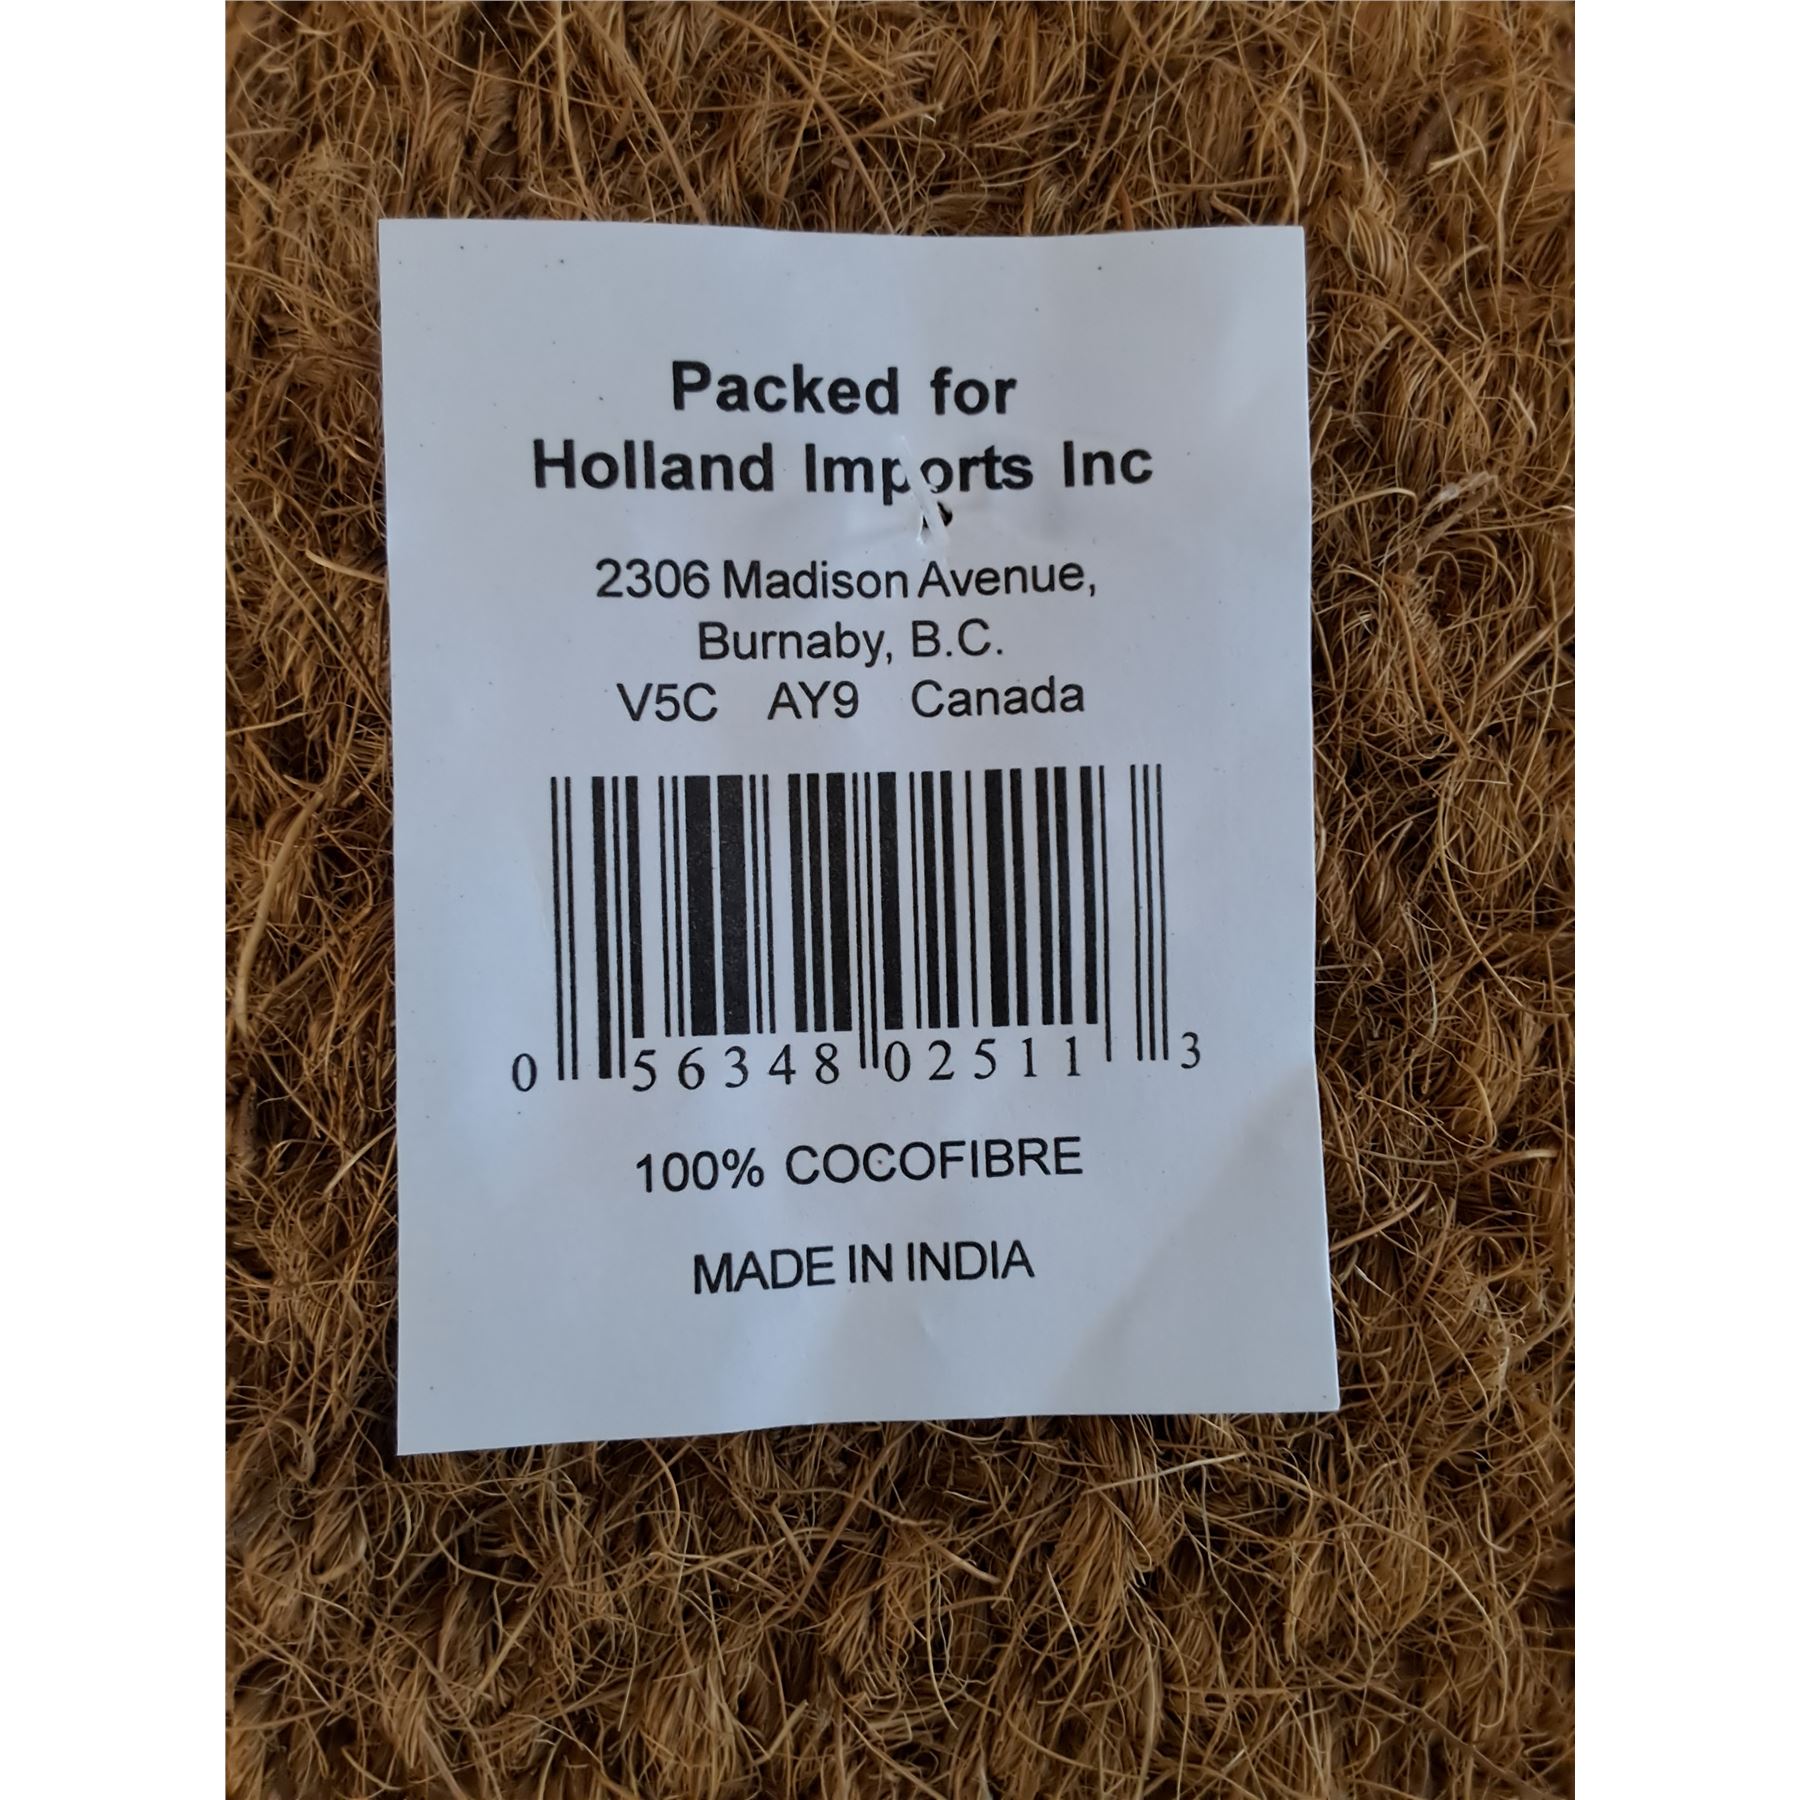 Packed for
Holland Imports Inc
2306 Madison Avenue,
Burnaby, B.C.
V5C AY9 Canada
0 56348 02511 3
100% COCOFIBRE
MADE IN INDIA